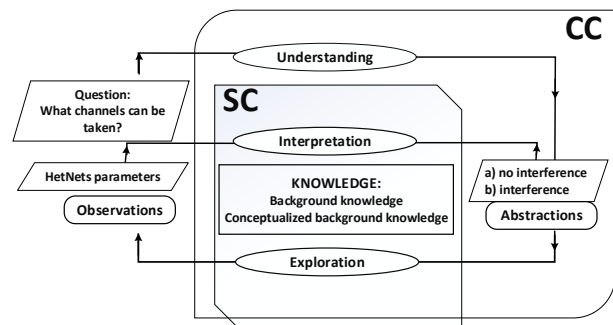 CC
Understanding
Question:
What channels can be
taken?
SC
Interpretation
HetNets parameters
a) no interference
b) interference
KNOWLEDGE:
Background knowledge
Conceptualized background knowledge
Observations
Abstractions
Exploration